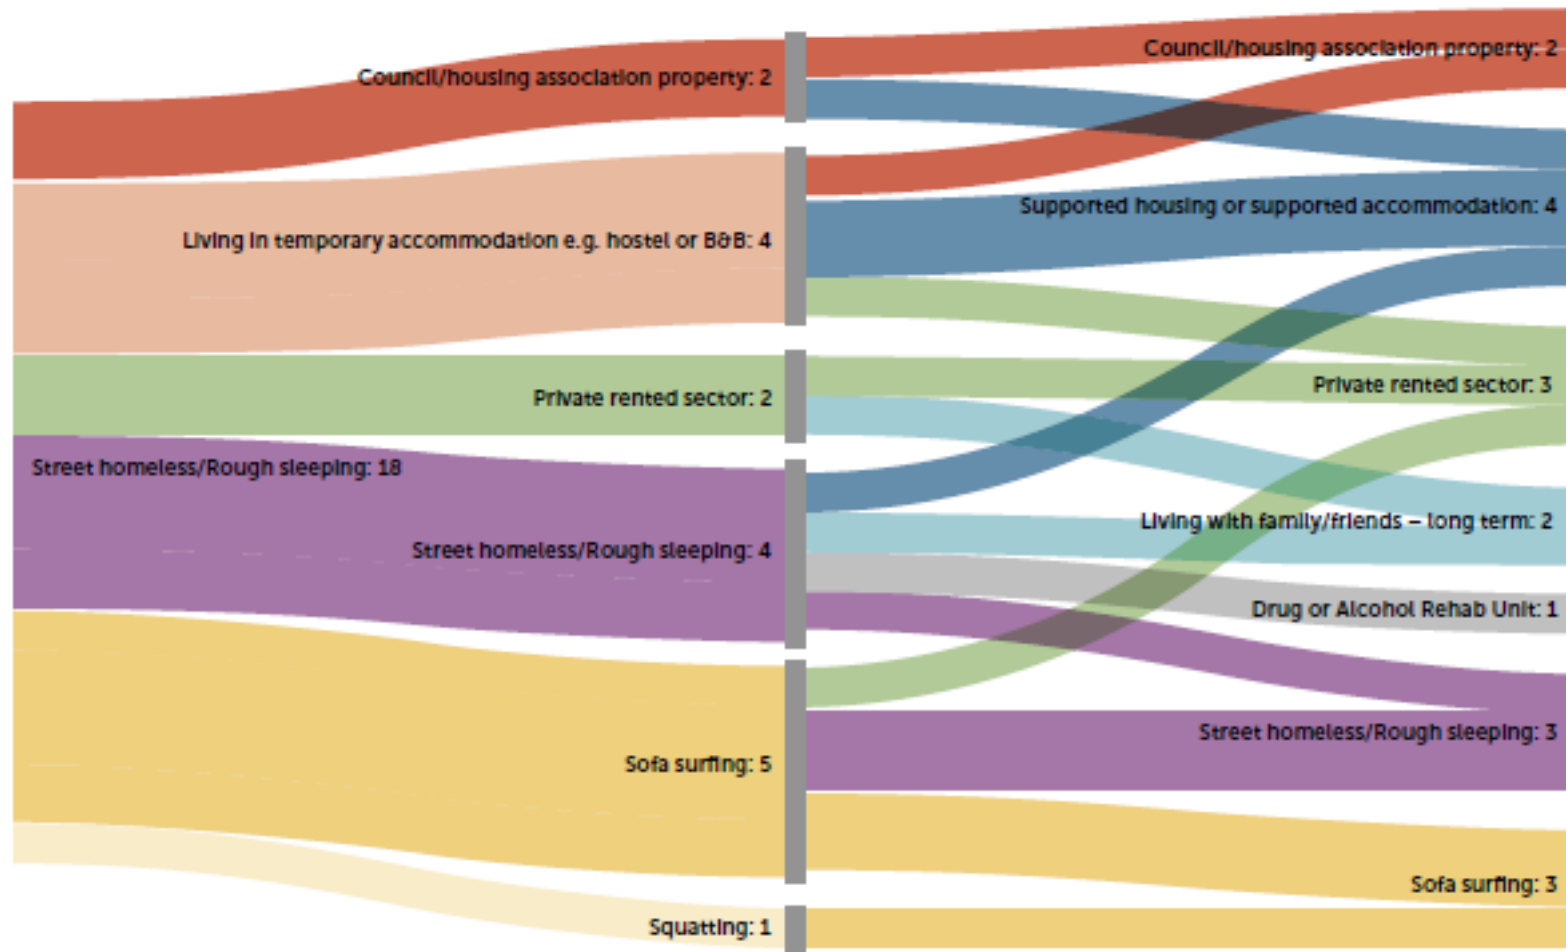 Council/housing association property: 2
Living in temporary accommodation e.g. hostel or B&B: 4
Private rented sector: 2
Street homeless/Rough sleeping: 18
Street homeless/Rough sleeping: 4
Sofa surfing: 5
Squatting: 1
Council/housing association property: 2
Supported housing or supported accommodation: 4
Private rented sector: 3
Living with family/friends – long term: 2
Drug or Alcohol Rehab Unit: 1
Street homeless/Rough sleeping: 3
Sofa surfing: 3